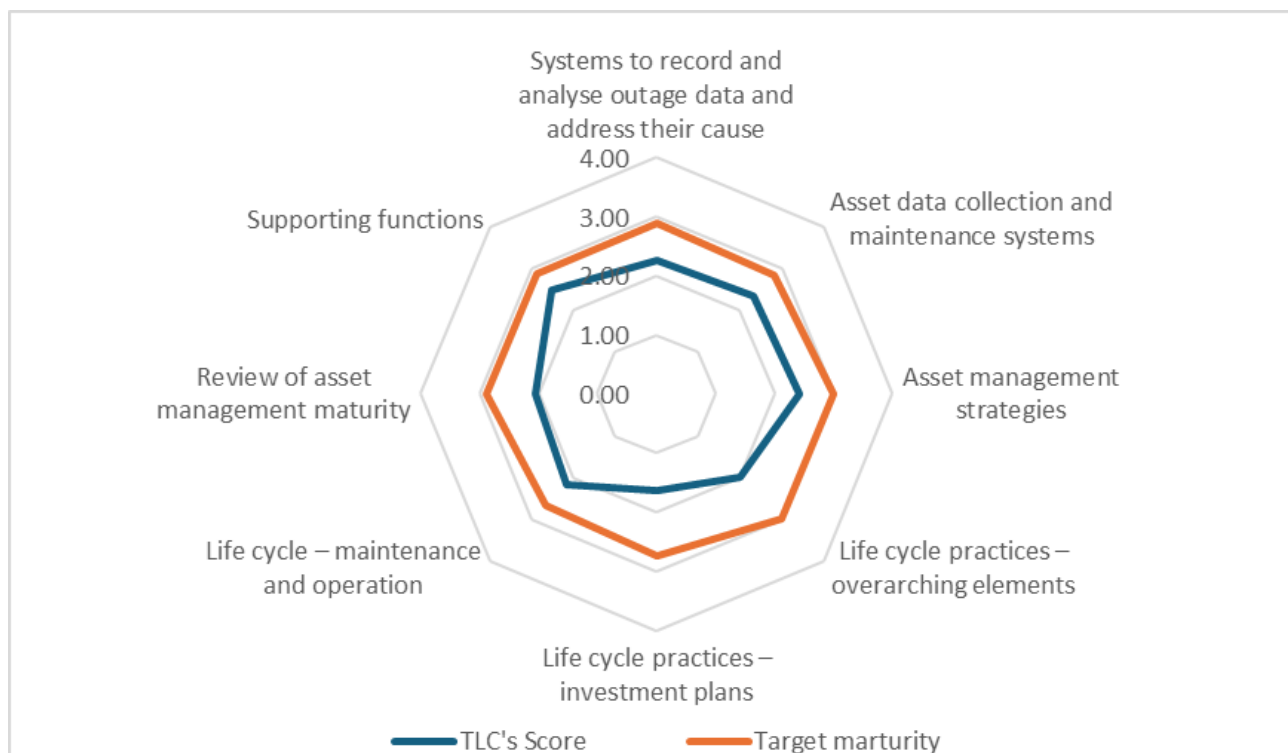 Systems to record and
analyse outage data and
address their cause
4.00
3.00
2.00
1.00
0.00
Asset data collection and
maintenance systems
Asset management
strategies
Life cycle practices –
overarching elements
Life cycle practices –
investment plans
Life cycle – maintenance
and operation
Review of asset
management maturity
Supporting functions
TLC's Score
Target marturity